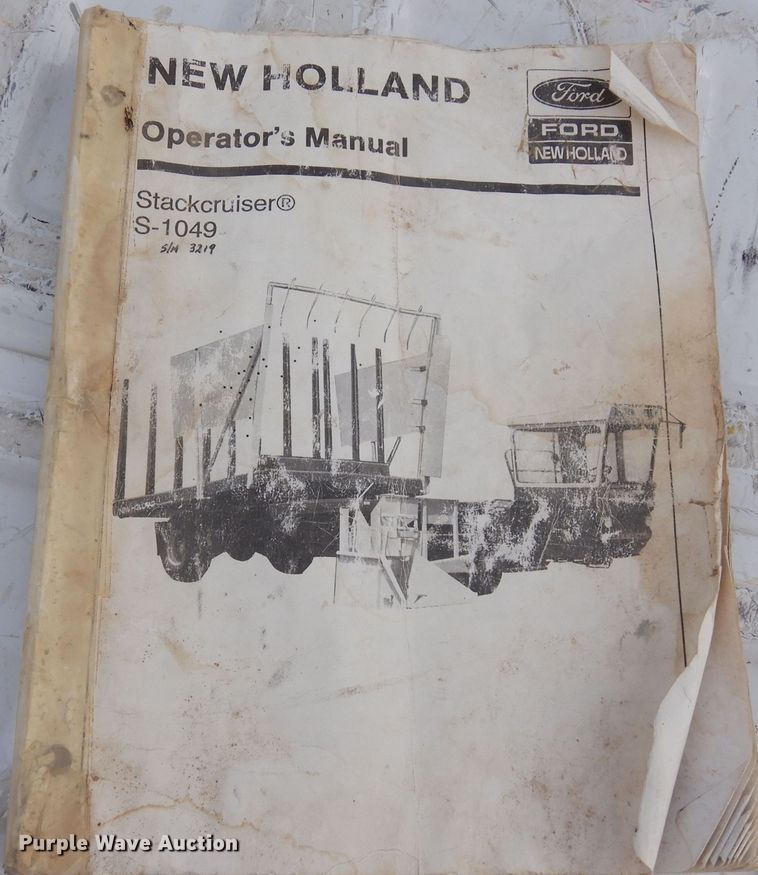 NEW HOLLAND
Ford
FORD
NEW HOLLAND
Operator's Manual
Stackcruiser®
S-1049
S/N 3219
Purple Wave Auction